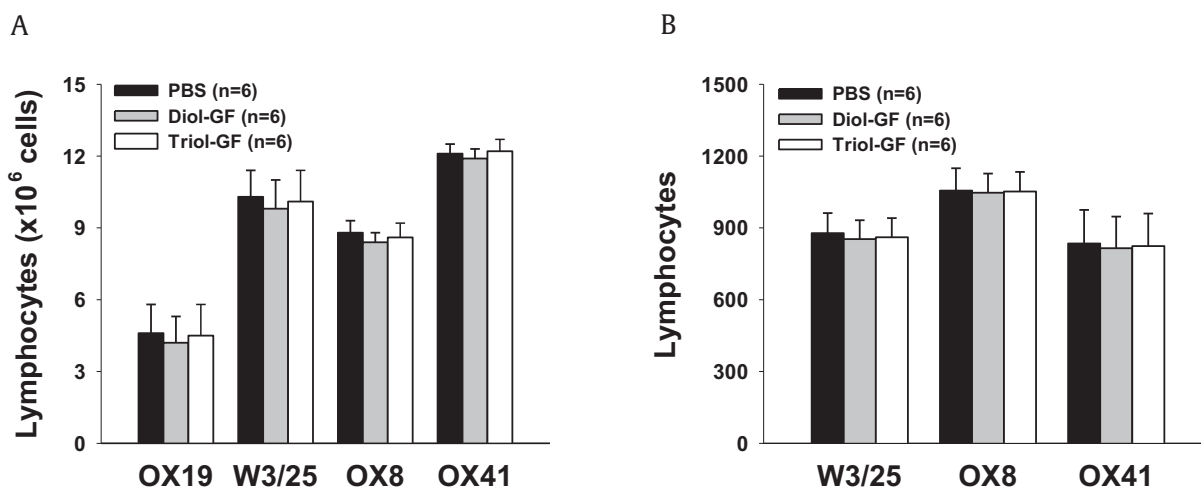 A
Lymphocytes (x10⁶ cells)
15
12
9
6
3
0
PBS (n=6)
Diol-GF (n=6)
Triol-GF (n=6)
OX19 W3/25 OX8 OX41
B
Lymphocytes
1500
1200
900
600
300
0
PBS (n=6)
Diol-GF (n=6)
Triol-GF (n=6)
W3/25 OX8 OX41